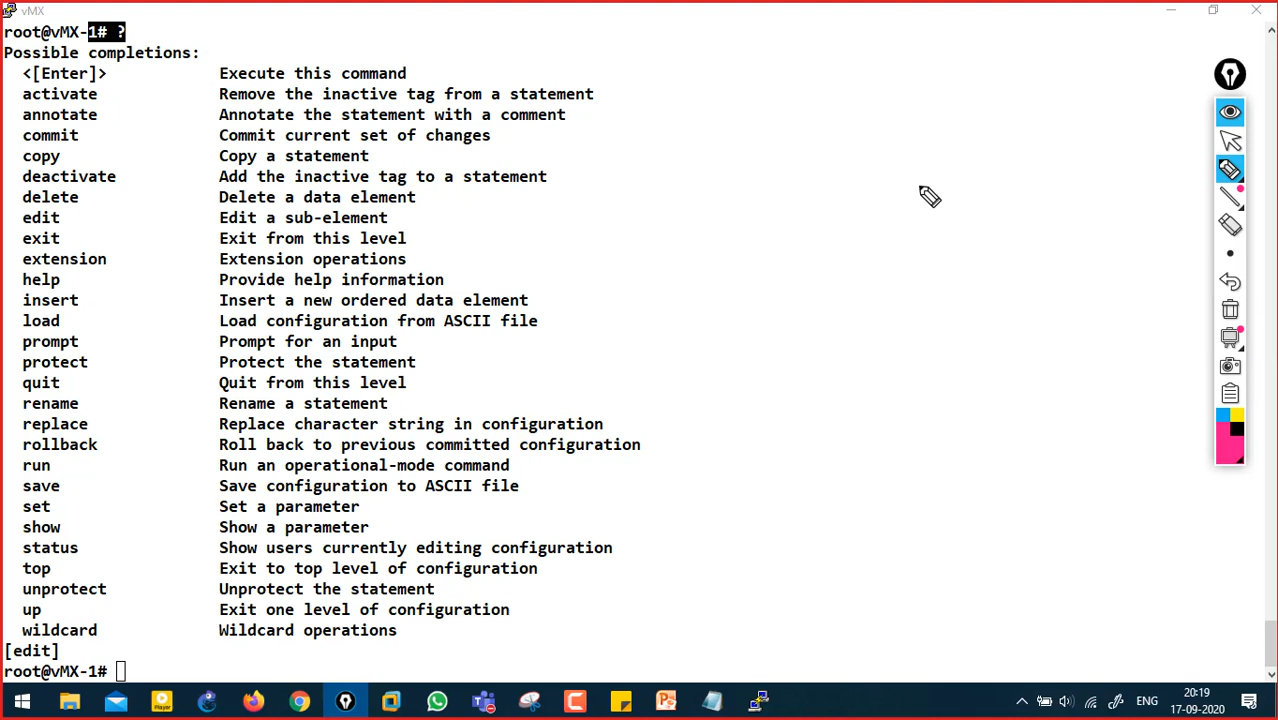 vMX
root@vMX-1# ?
Possible completions:
<[Enter]> Execute this command
activate Remove the inactive tag from a statement
annotate Annotate the statement with a comment
commit Commit current set of changes
copy Copy a statement
deactivate Add the inactive tag to a statement
delete Delete a data element
edit Edit a sub-element
exit Exit from this level
extension Extension operations
help Provide help information
insert Insert a new ordered data element
load Load configuration from ASCII file
prompt Prompt for an input
protect Protect the statement
quit Quit from this level
rename Rename a statement
replace Replace character string in configuration
rollback Roll back to previous committed configuration
run Run an operational-mode command
save Save configuration to ASCII file
set Set a parameter
show Show a parameter
status Show users currently editing configuration
top Exit to top level of configuration
unprotect Unprotect the statement
up Exit one level of configuration
wildcard Wildcard operations
[edit]
root@vMX-1#
Player
ENG
20:19
17-09-2020